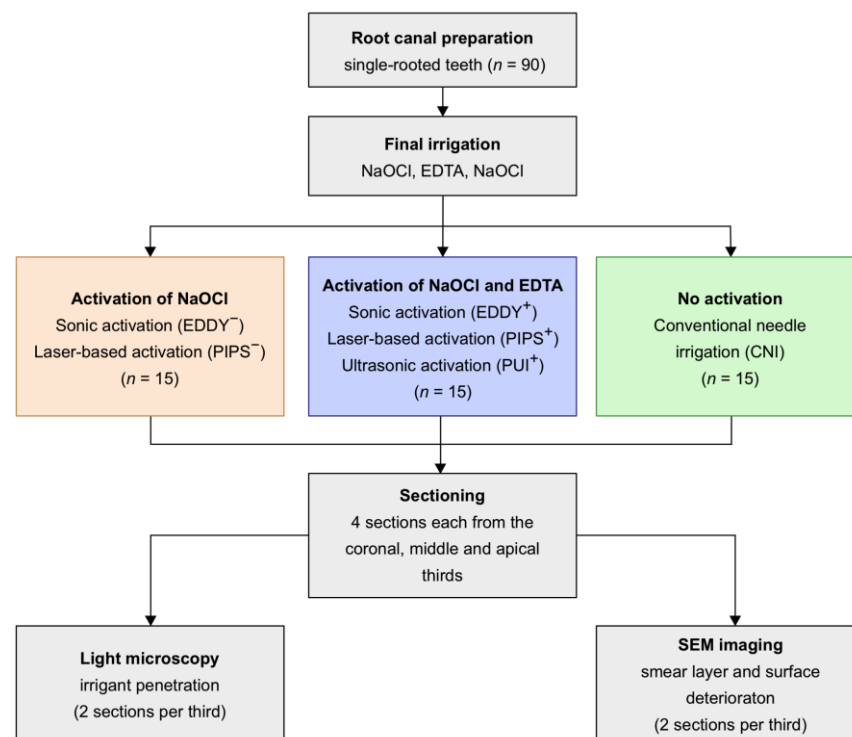 Root canal preparation
single-rooted teeth (n = 90)
Final irrigation
NaOCl, EDTA, NaOCl
Activation of NaOCl
Sonic activation (EDDY⁻)
Laser-based activation (PIPS⁻)
(n = 15)
Activation of NaOCl and EDTA
Sonic activation (EDDY⁺)
Laser-based activation (PIPS⁺)
Ultrasonic activation (PUI⁺)
(n = 15)
No activation
Conventional needle
irrigation (CNI)
(n = 15)
Sectioning
4 sections each from the
coronal, middle and apical
thirds
Light microscopy
irrigant penetration
(2 sections per third)
SEM imaging
smear layer and surface
deterioraton
(2 sections per third)